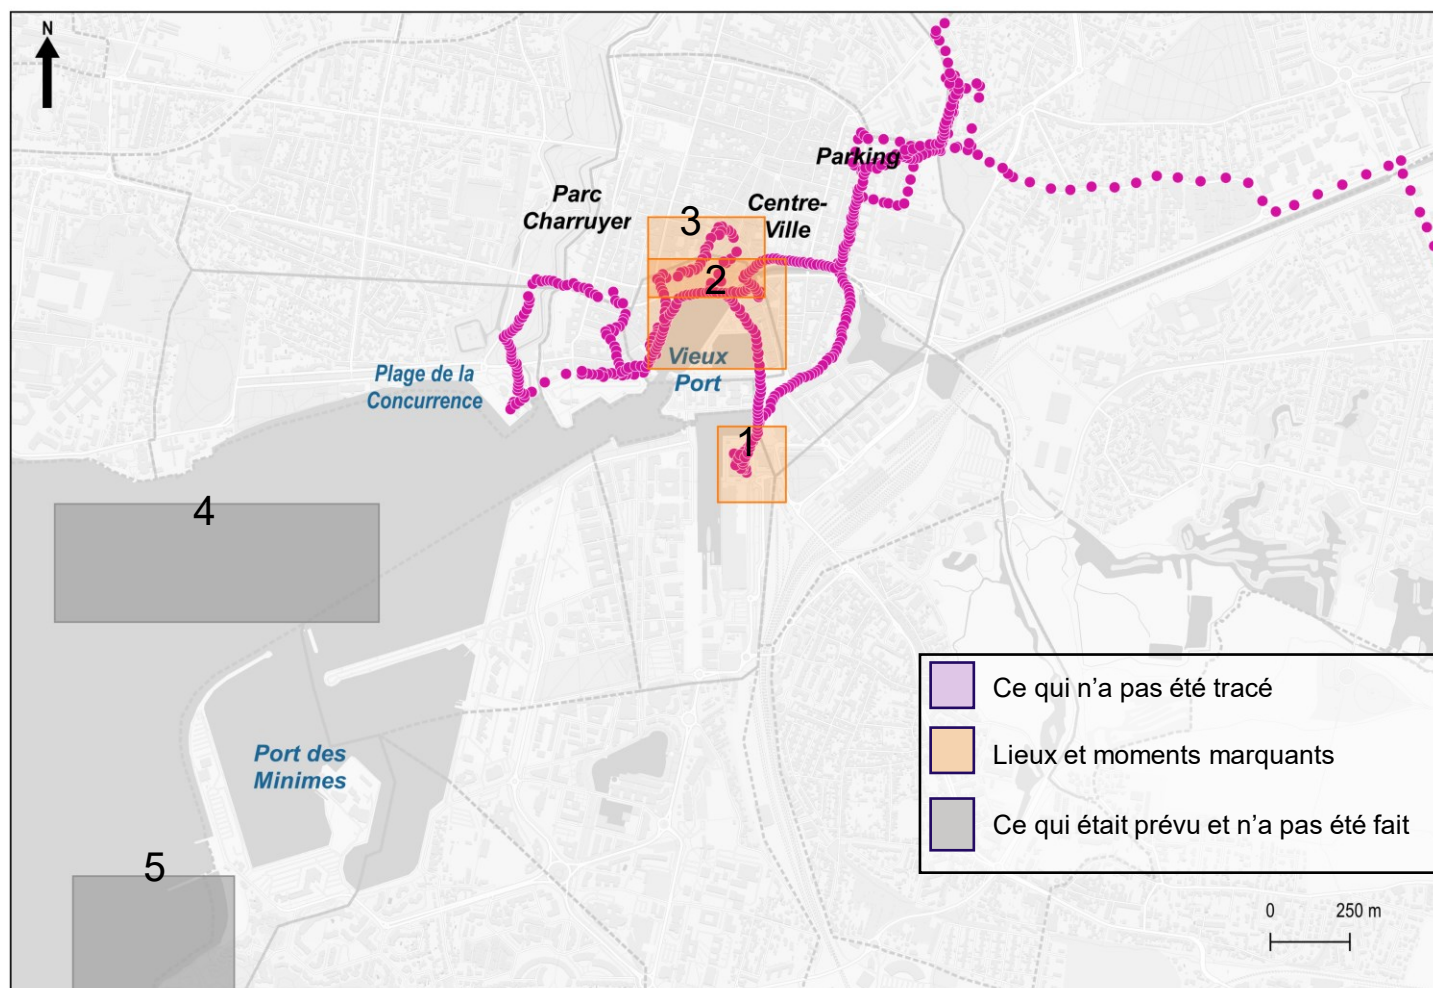 N
Parking
Parc
Charruyer
3
Centre-
Ville
2
Vieux
Port
Plage de la
Concurrence
1
4
Port des
Minimes
5
Ce qui n’a pas été tracé
Lieux et moments marquants
Ce qui était prévu et n’a pas été fait
0 250 m